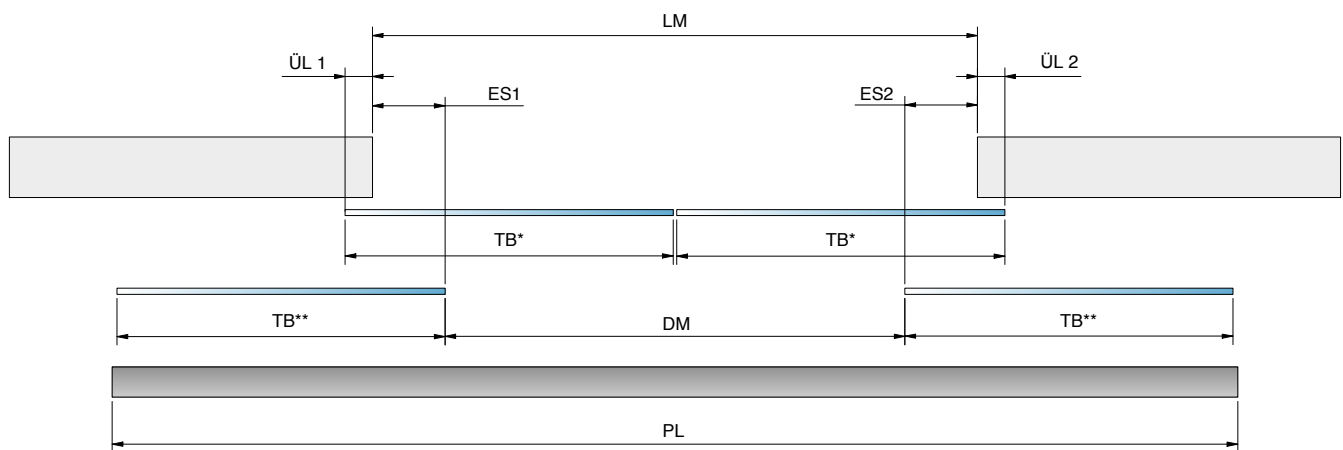 LM
ÜL 1
ÜL 2
ES1
ES2
TB*
TB*
TB**
DM
TB**
PL